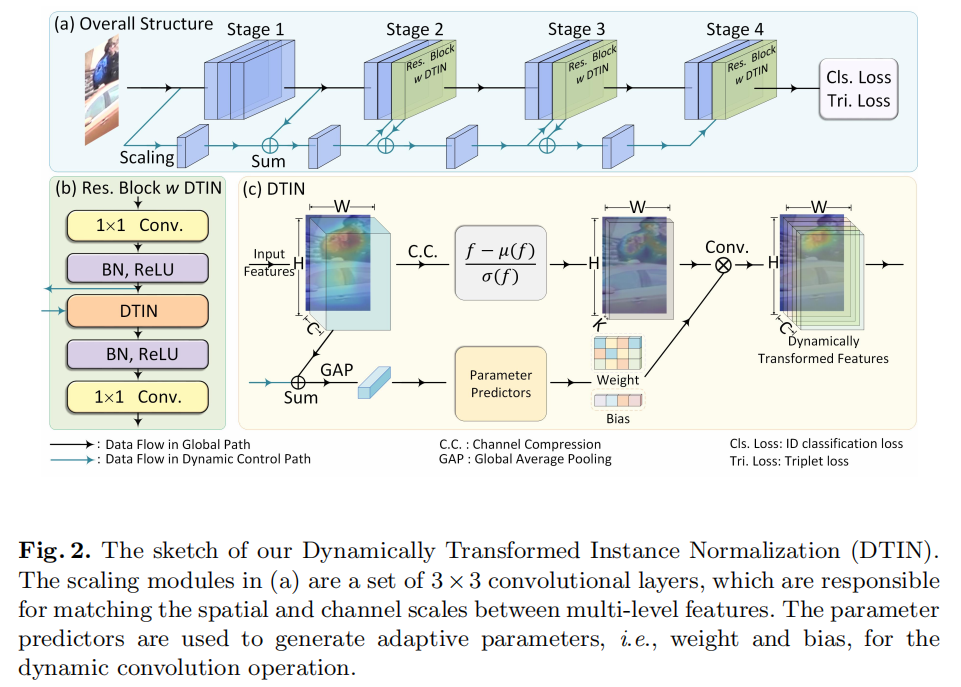 (a) Overall Structure
Stage 1
Stage 2
Stage 3
Stage 4
Res. Block
w DTIN
Res. Block
w DTIN
Res. Block
w DTIN
Cls. Loss
Tri. Loss
Scaling
Sum
(b) Res. Block w DTIN
1×1 Conv.
BN, ReLU
DTIN
BN, ReLU
1×1 Conv.
(c) DTIN
W
Input
Features
H
C
C.C.
f − μ(f)
σ(f)
W
H
K
Conv.
W
H
C
Dynamically
Transformed Features
Sum
GAP
Parameter
Predictors
Weight
Bias
: Data Flow in Global Path
: Data Flow in Dynamic Control Path
C.C. : Channel Compression
GAP : Global Average Pooling
Cls. Loss: ID classification loss
Tri. Loss: Triplet loss
Fig. 2. The sketch of our Dynamically Transformed Instance Normalization (DTIN).
The scaling modules in (a) are a set of 3 × 3 convolutional layers, which are responsible
for matching the spatial and channel scales between multi-level features. The parameter
predictors are used to generate adaptive parameters, i.e., weight and bias, for the
dynamic convolution operation.